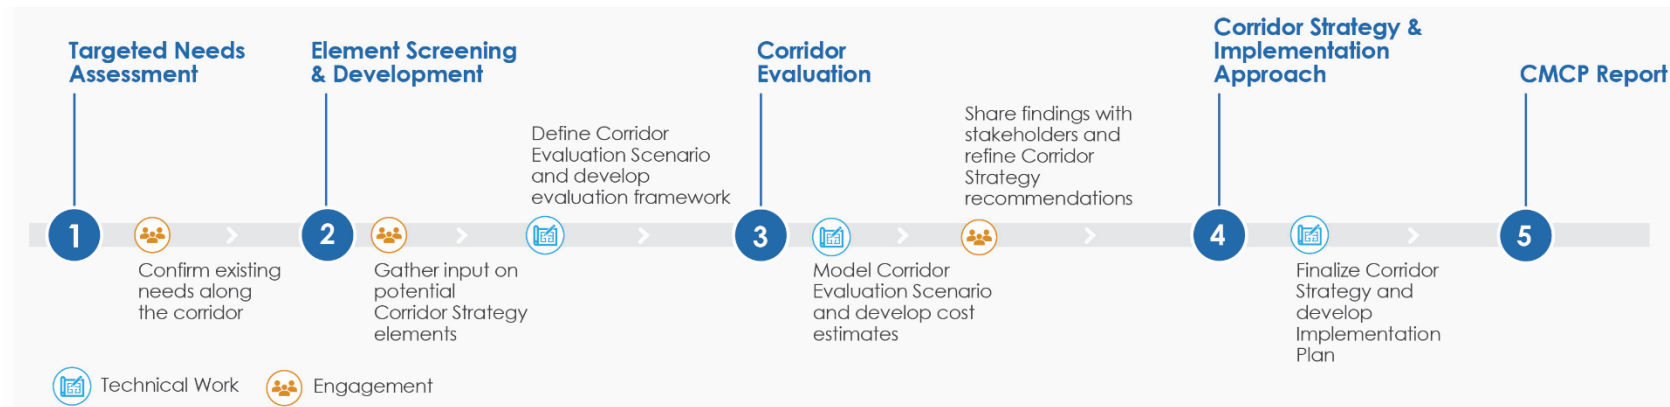 Targeted Needs
Assessment
Element Screening
& Development
Corridor
Evaluation
Corridor Strategy &
Implementation
Approach
CMCP Report
Define Corridor
Evaluation Scenario
and develop
evaluation framework
Share findings with
stakeholders and
refine Corridor
Strategy
recommendations
1
2
3
4
5
Confirm existing
needs along
the corridor
Gather input on
potential
Corridor Strategy
elements
Model Corridor
Evaluation Scenario
and develop cost
estimates
Finalize Corridor
Strategy and
develop
Implementation
Plan
Technical Work
Engagement